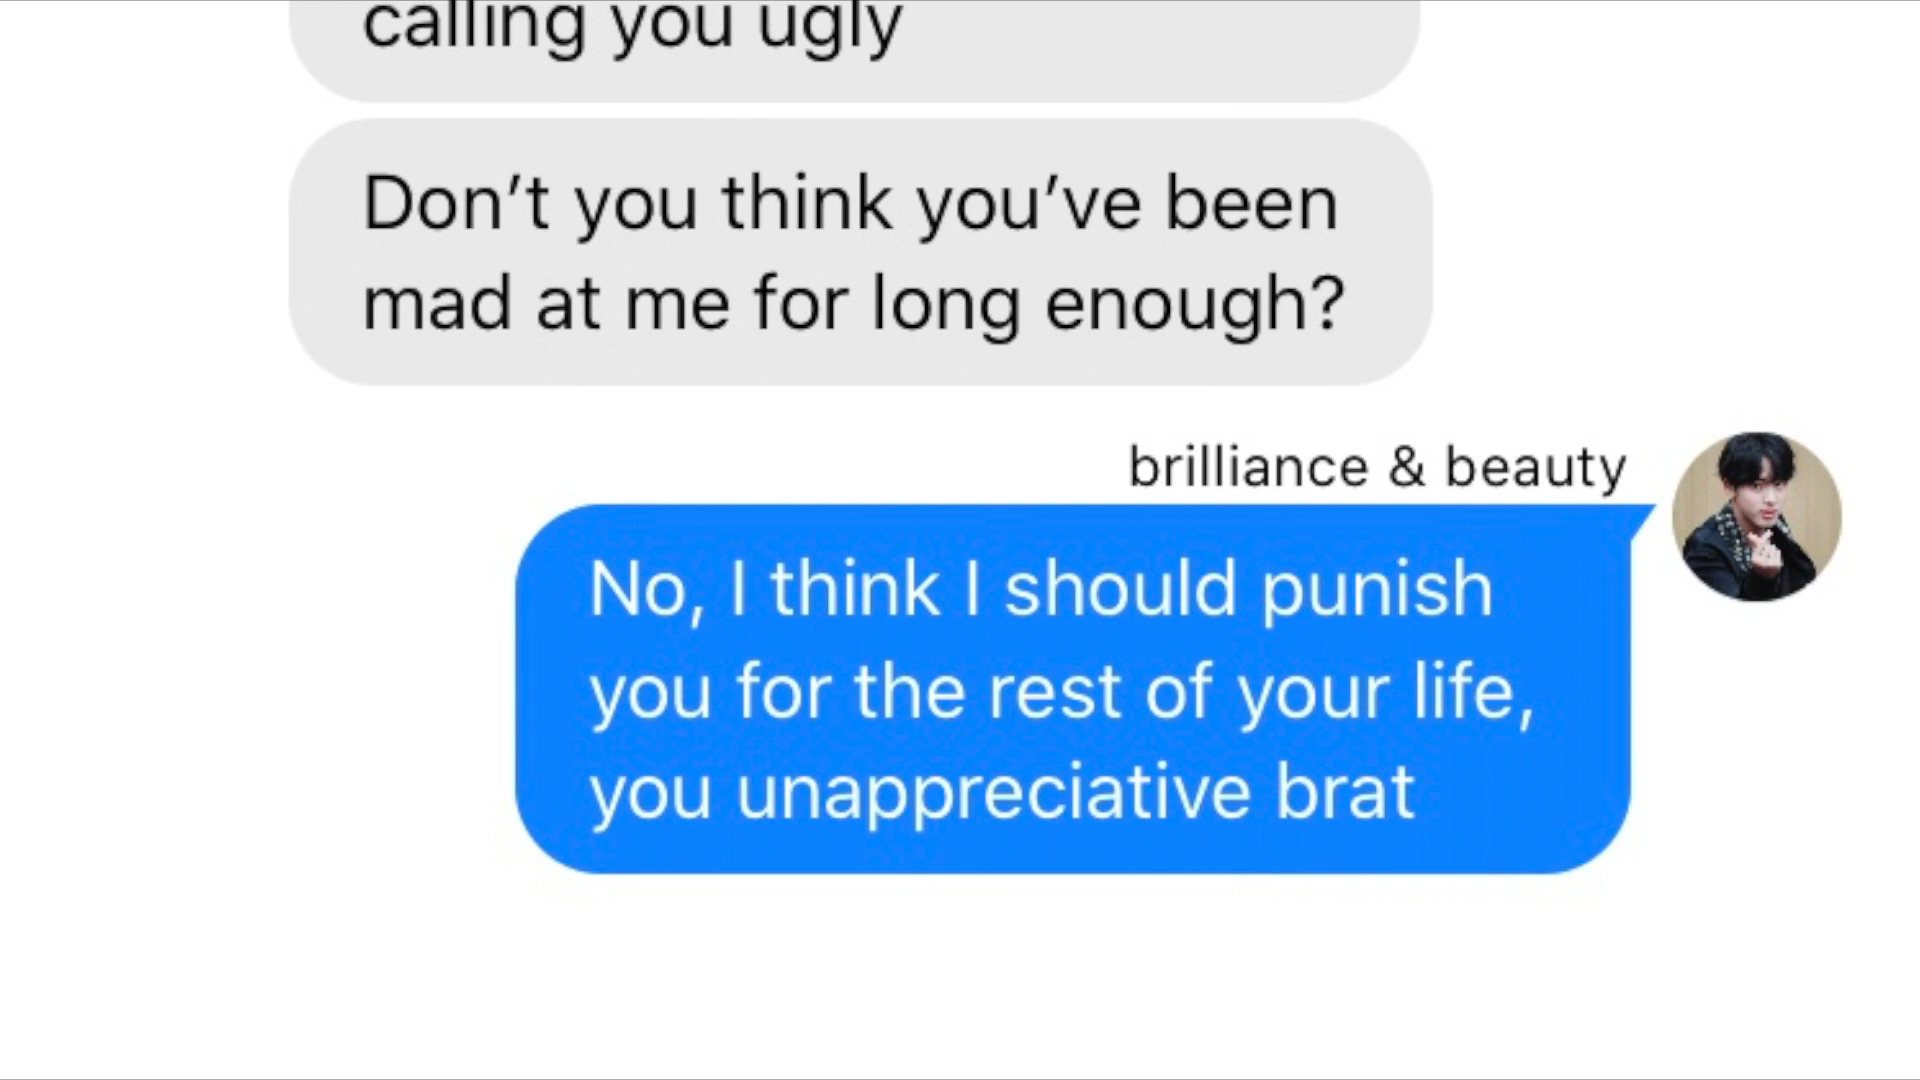 calling you ugly
Don’t you think you’ve been
mad at me for long enough?
brilliance & beauty
No, I think I should punish
you for the rest of your life,
you unappreciative brat